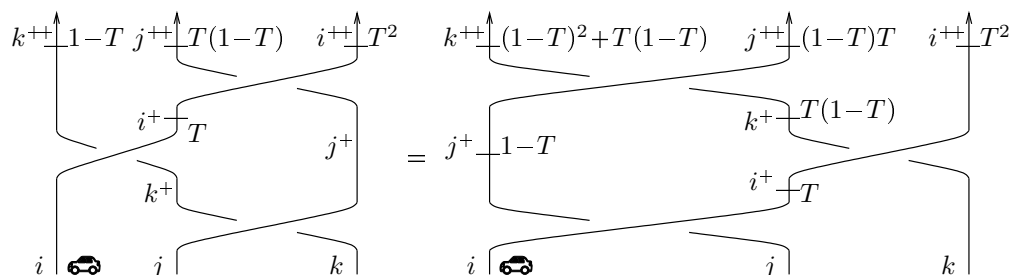 k⁺⁺ 1−T j⁺⁺ T(1−T) i⁺⁺ T² k⁺⁺ (1−T)²+T(1−T) j⁺⁺ (1−T)T i⁺⁺ T²
i⁺ T k⁺ T(1−T)
j⁺ = j⁺ 1−T
k⁺ i⁺ T
i j k i j k